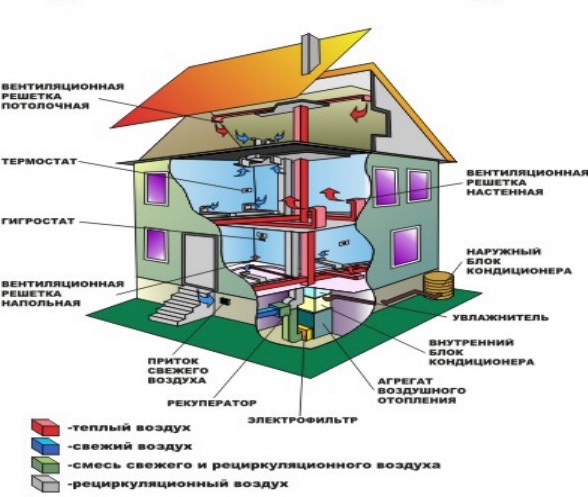 ВЕНТИЛЯЦИОННАЯ
РЕШЕТКА
ПОТОЛОЧНАЯ
ТЕРМОСТАТ
ГИГРОСТАТ
ВЕНТИЛЯЦИОННАЯ
РЕШЕТКА
НАПОЛЬНАЯ
ВЕНТИЛЯЦИОННАЯ
РЕШЕТКА
НАСТЕННАЯ
НАРУЖНЫЙ
БЛОК
КОНДИЦИОНЕРА
УВЛАЖНИТЕЛЬ
ВНУТРЕННИЙ
БЛОК
КОНДИЦИОНЕРА
АГРЕГАТ
ВОЗДУШНОГО
ОТОПЛЕНИЯ
ПРИТОК
СВЕЖЕГО
ВОЗДУХА
РЕКУПЕРАТОР
ЭЛЕКТРОФИЛЬТР
-теплый воздух
-свежий воздух
-смесь свежего и рециркуляционного воздуха
-рециркуляционный воздух